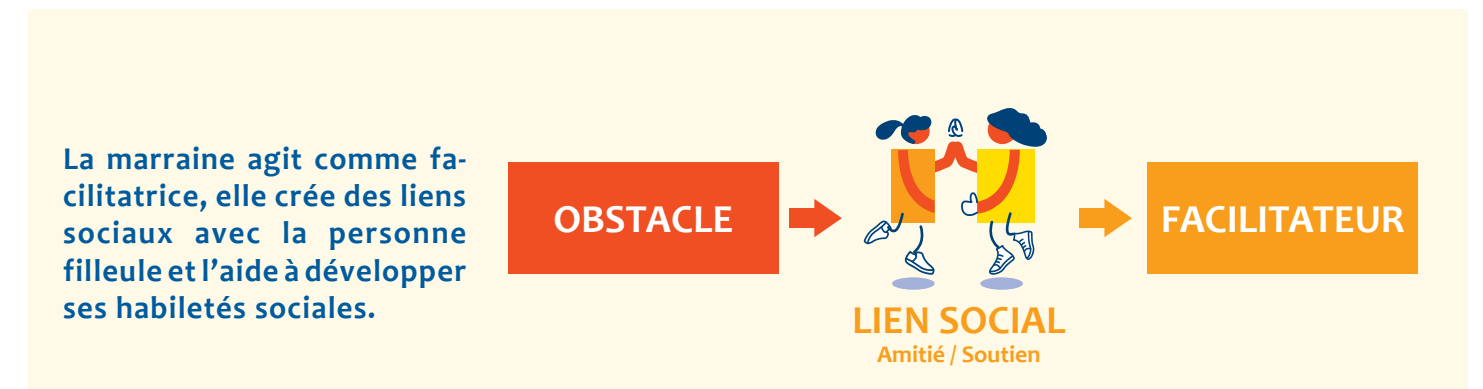 La marraine agit comme fa-
cilitatrice, elle crée des liens
sociaux avec la personne
filleule et l’aide à développer
ses habiletés sociales.
OBSTACLE
LIEN SOCIAL
Amitié / Soutien
FACILITATEUR